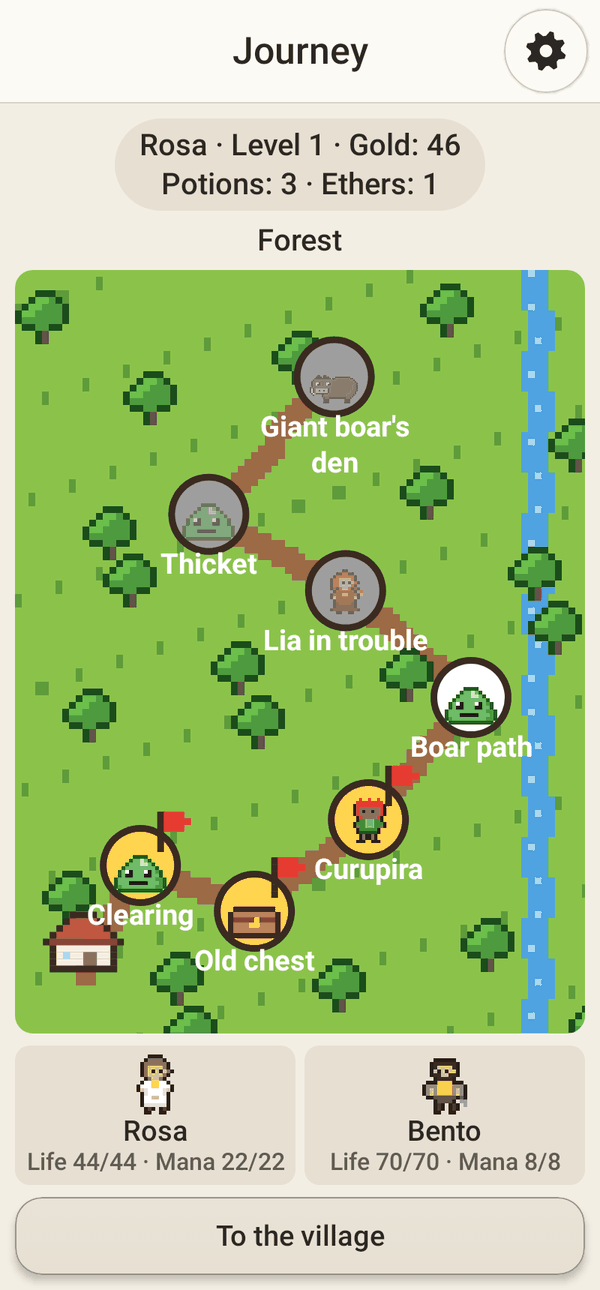 Journey
Rosa · Level 1 · Gold: 46
Potions: 3 · Ethers: 1
Forest
Giant boar's
den
Thicket
Lia in trouble
Boar path
Curupira
Clearing
Old chest
Rosa
Life 44/44 · Mana 22/22
Bento
Life 70/70 · Mana 8/8
To the village